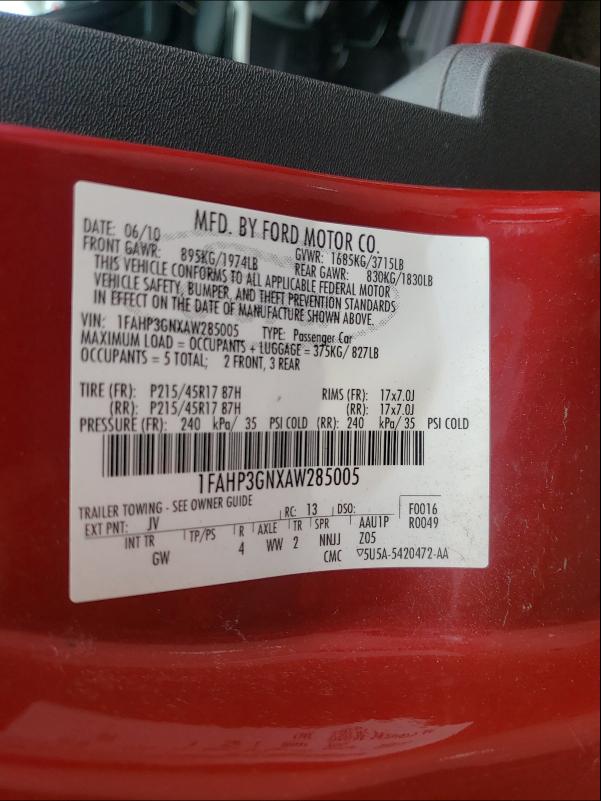 MFD. BY FORD MOTOR CO.
DATE: 06/10 GVWR: 1685KG/3715LB
FRONT GAWR: 895KG/1974LB REAR GAWR: 830KG/1830LB
THIS VEHICLE CONFORMS TO ALL APPLICABLE FEDERAL MOTOR
VEHICLE SAFETY, BUMPER, AND THEFT PREVENTION STANDARDS
IN EFFECT ON THE DATE OF MANUFACTURE SHOWN ABOVE.
VIN: 1FAHP3GNXAW285005 TYPE: Passenger Car
MAXIMUM LOAD = OCCUPANTS + LUGGAGE = 375KG/ 827LB
OCCUPANTS = 5 TOTAL; 2 FRONT, 3 REAR
TIRE (FR): P215/45R17 87H RIMS (FR): 17x7.0J
(RR): P215/45R17 87H (RR): 17x7.0J
PRESSURE (FR): 240 kPa/ 35 PSI COLD (RR): 240 kPa/ 35 PSI COLD
1FAHP3GNXAW285005
TRAILER TOWING - SEE OWNER GUIDE RC: 13 DSO: F0016
EXT PNT: JV AAU1P R0049
INT TR TP/PS R AXLE TR SPR
GW 4 WW 2 NNJJ Z05
CMC ▽5U5A-5420472-AA